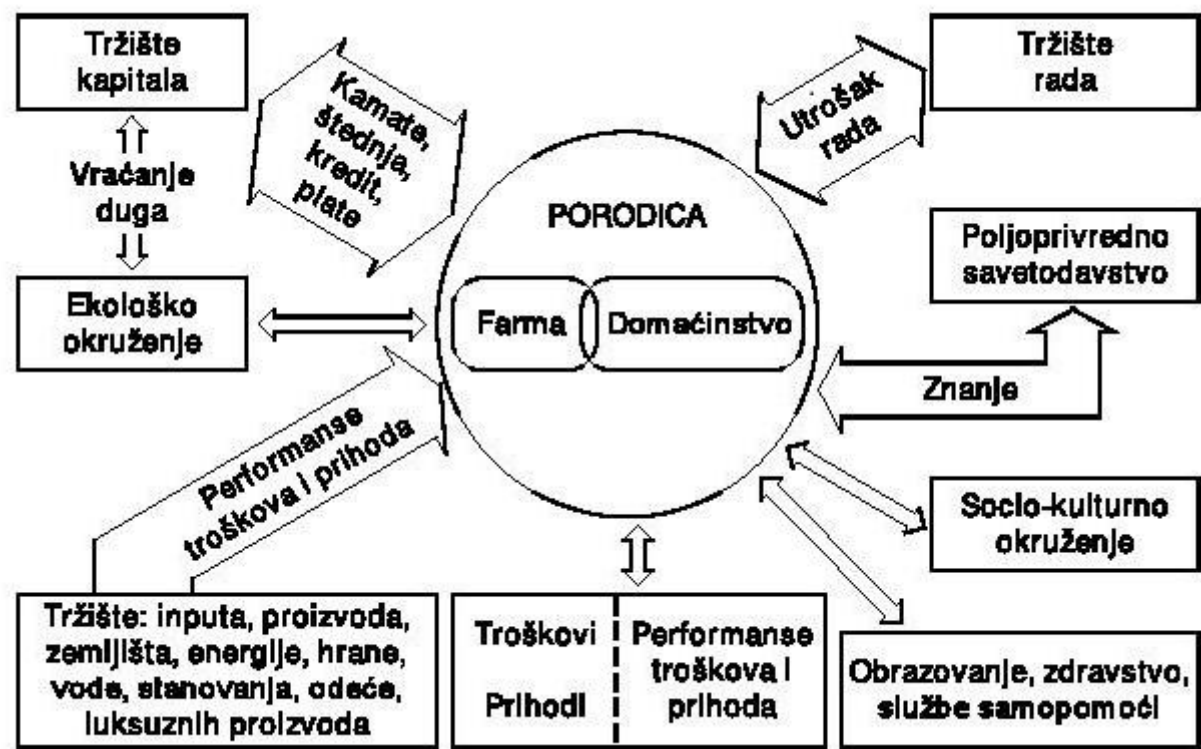 Tržište
kapitala
Kamate,
štednja,
kredit,
plate
Utrošak
rada
Tržište
rada
Vraćanje
duga
PORODICA
Poljoprivredno
savetodavstvo
Ekološko
okruženje
Farma
Domaćinstvo
Znanje
Performanse
troškova i prihoda
Socio-kulturno
okruženje
Tržište: inputa, proizvoda,
zemljišta, energije, hrane,
vode, stanovanja, odeće,
luksuznih proizvoda
Troškovi
Prihodi
Performanse
troškova i
prihoda
Obrazovanje, zdravstvo,
službe samopomoći